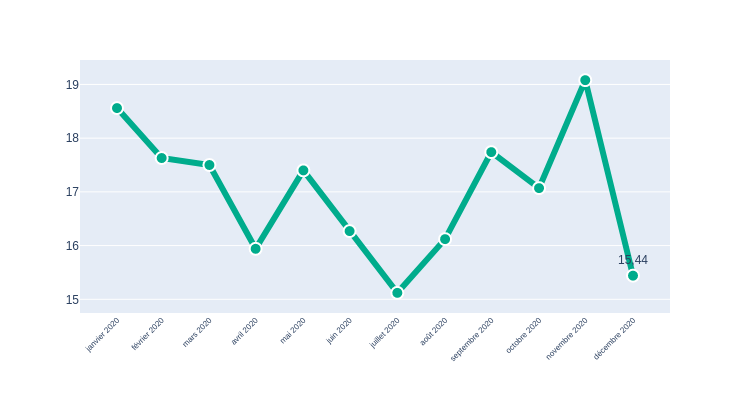 19
18
17
16
15
15.44
janvier 2020
février 2020
mars 2020
avril 2020
mai 2020
juin 2020
juillet 2020
août 2020
septembre 2020
octobre 2020
novembre 2020
décembre 2020